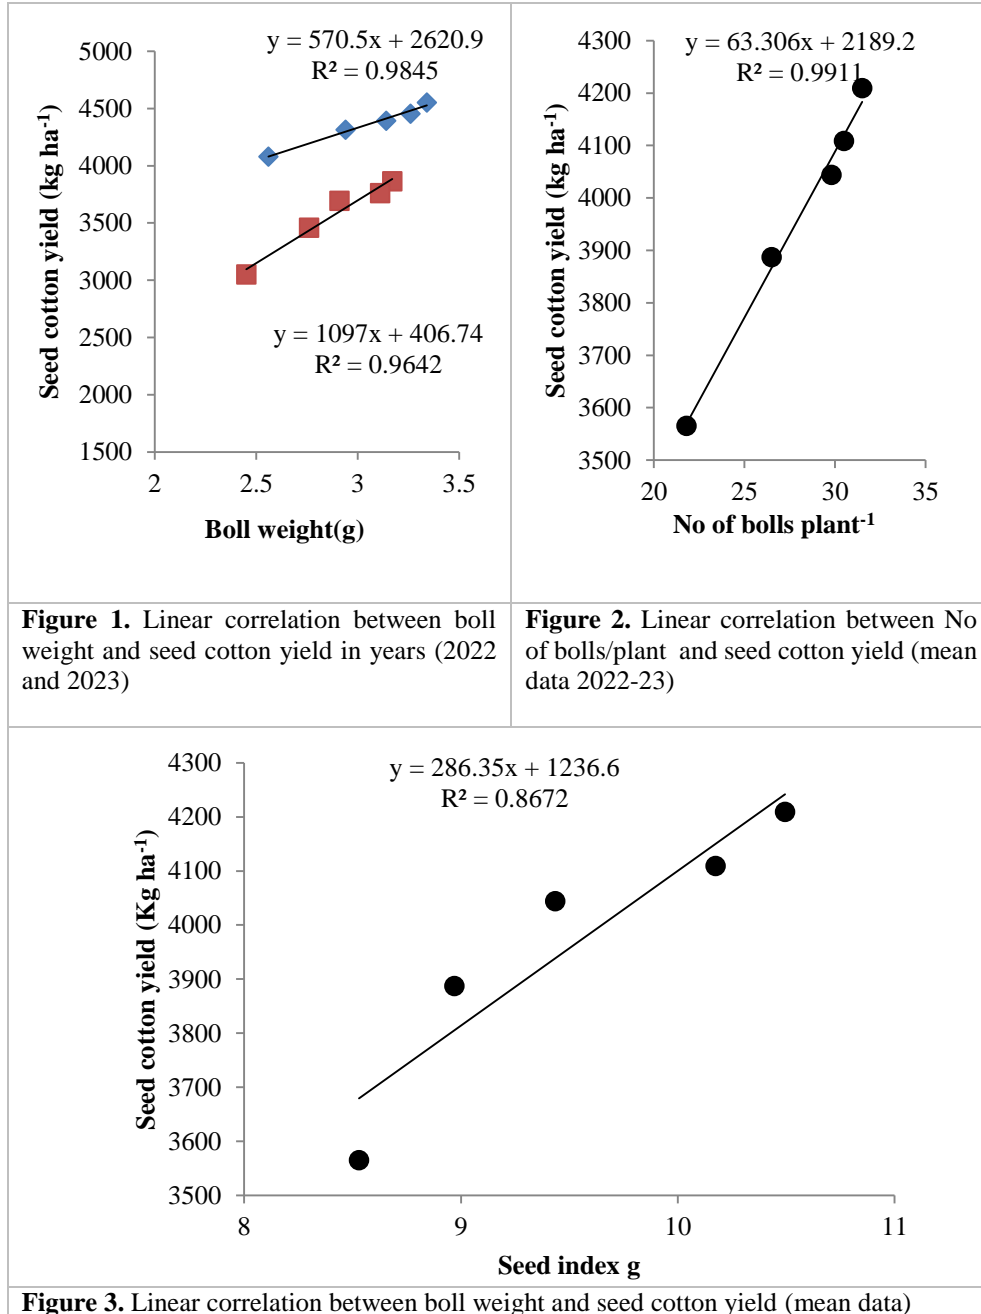 y = 570.5x + 2620.9
R² = 0.9845
5000
4500
4000
3500
3000
2500
2000
1500
Seed cotton yield (kg ha⁻¹)
y = 1097x + 406.74
R² = 0.9642
2 2.5 3 3.5
Boll weight(g)
y = 63.306x + 2189.2
R² = 0.9911
4300
4200
4100
4000
3900
3800
3700
3600
3500
Seed cotton yield (kg ha⁻¹)
20 25 30 35
No of bolls plant⁻¹
Figure 1. Linear correlation between boll
weight and seed cotton yield in years (2022
and 2023)
Figure 2. Linear correlation between No
of bolls/plant and seed cotton yield (mean
data 2022-23)
y = 286.35x + 1236.6
R² = 0.8672
4300
4200
4100
4000
3900
3800
3700
3600
3500
Seed cotton yield (Kg ha⁻¹)
8 9 10 11
Seed index g
Figure 3. Linear correlation between boll weight and seed cotton yield (mean data)